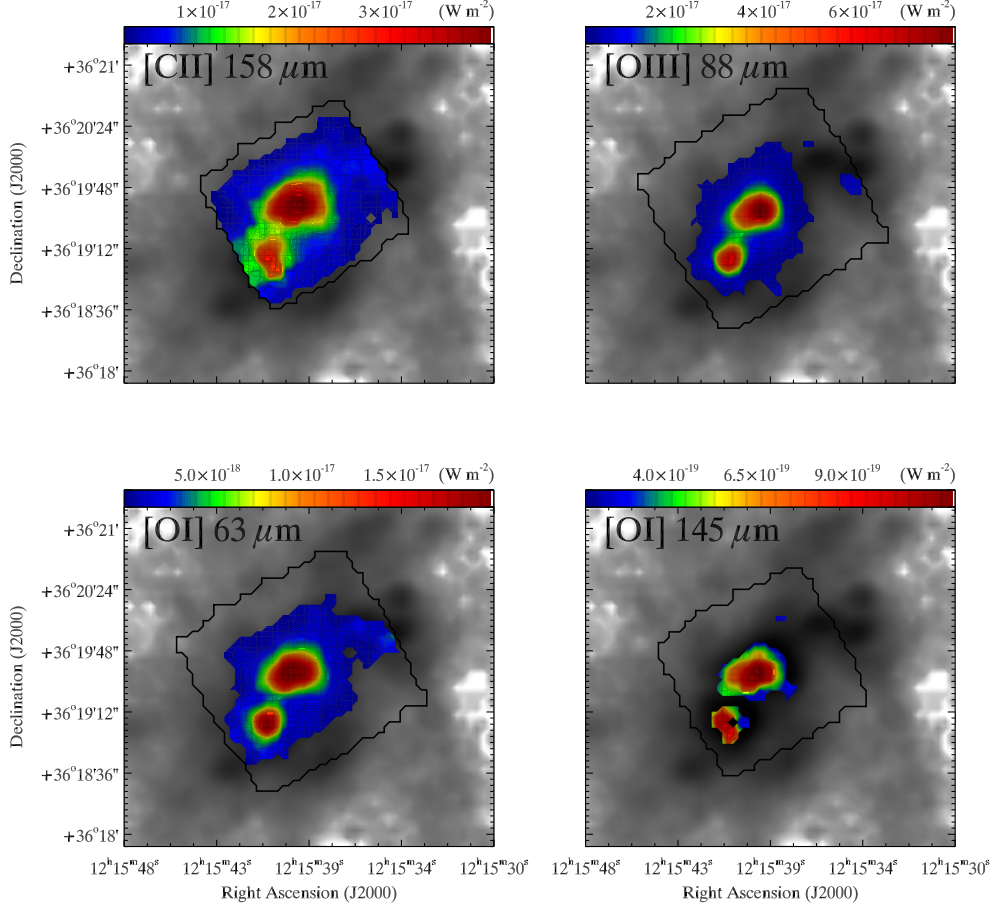 1×10⁻¹⁷ 2×10⁻¹⁷ 3×10⁻¹⁷ (W m⁻²)
[CII] 158 μm
+36°21'
+36°20'24"
+36°19'48"
+36°19'12"
+36°18'36"
+36°18'
Declination (J2000)
2×10⁻¹⁷ 4×10⁻¹⁷ 6×10⁻¹⁷ (W m⁻²)
[OIII] 88 μm
5.0×10⁻¹⁸ 1.0×10⁻¹⁷ 1.5×10⁻¹⁷ (W m⁻²)
[OI] 63 μm
+36°21'
+36°20'24"
+36°19'48"
+36°19'12"
+36°18'36"
+36°18'
Declination (J2000)
12ʰ15ᵐ48ˢ 12ʰ15ᵐ43ˢ 12ʰ15ᵐ39ˢ 12ʰ15ᵐ34ˢ 12ʰ15ᵐ30ˢ
Right Ascension (J2000)
4.0×10⁻¹⁹ 6.5×10⁻¹⁹ 9.0×10⁻¹⁹ (W m⁻²)
[OI] 145 μm
12ʰ15ᵐ48ˢ 12ʰ15ᵐ43ˢ 12ʰ15ᵐ39ˢ 12ʰ15ᵐ34ˢ 12ʰ15ᵐ30ˢ
Right Ascension (J2000)